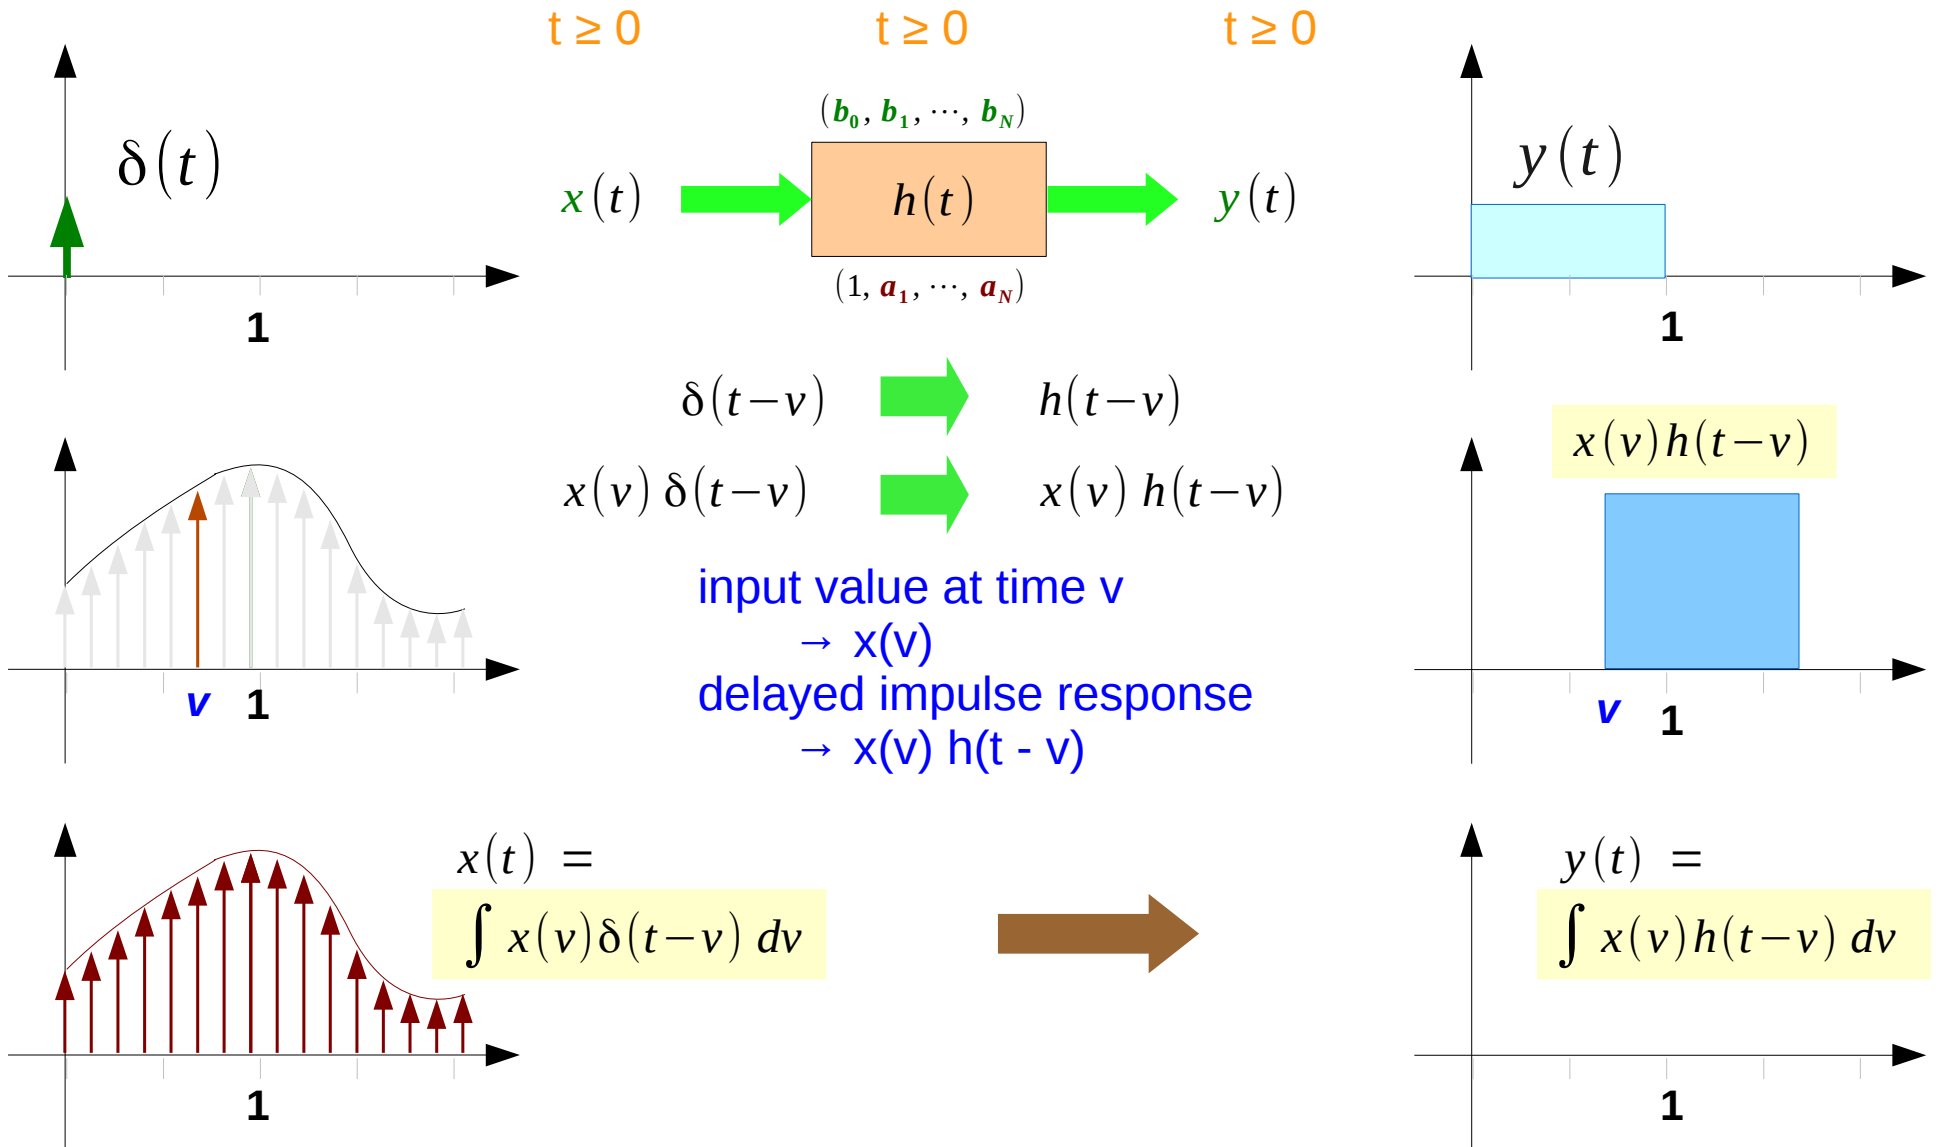 t ≥ 0 t ≥ 0 t ≥ 0
(b₀, b₁, ⋯, b_N)
δ(t)
x(t) h(t) y(t)
y(t)
(1, a₁, ⋯, a_N)
1
1
δ(t−v) h(t−v)
x(v)h(t−v)
x(v) δ(t−v) x(v) h(t−v)
input value at time v
→ x(v)
delayed impulse response
→ x(v) h(t - v)
v 1
v 1
x(t) =
∫ x(v)δ(t−v) dv
y(t) =
∫ x(v)h(t−v) dv
1
1